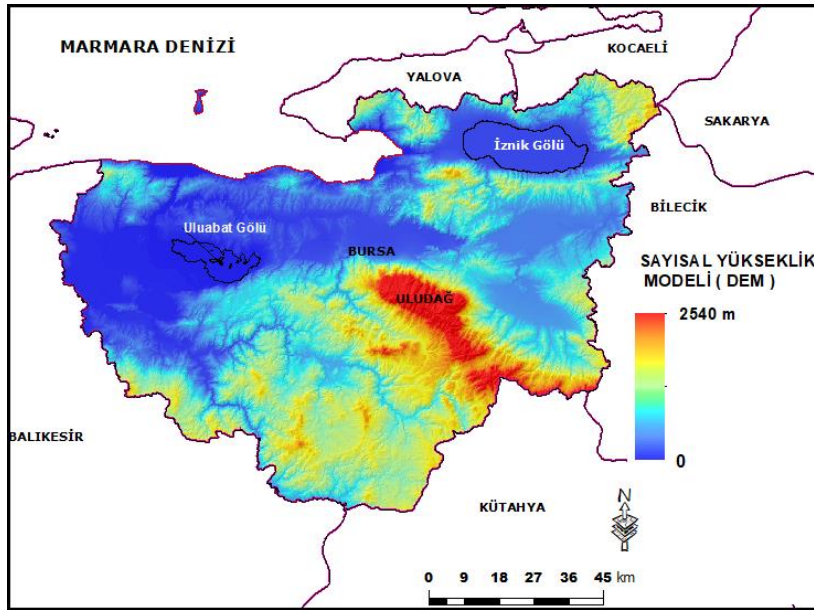 MARMARA DENİZİ
KOCAELİ
YALOVA
SAKARYA
İznik Gölü
BİLECİK
Uluabat Gölü
BURSA
SAYISAL YÜKSEKLİK
MODELİ ( DEM )
ULUDAĞ
2540 m
BALIKESİR
0
KÜTAHYA
N
0 9 18 27 36 45 km